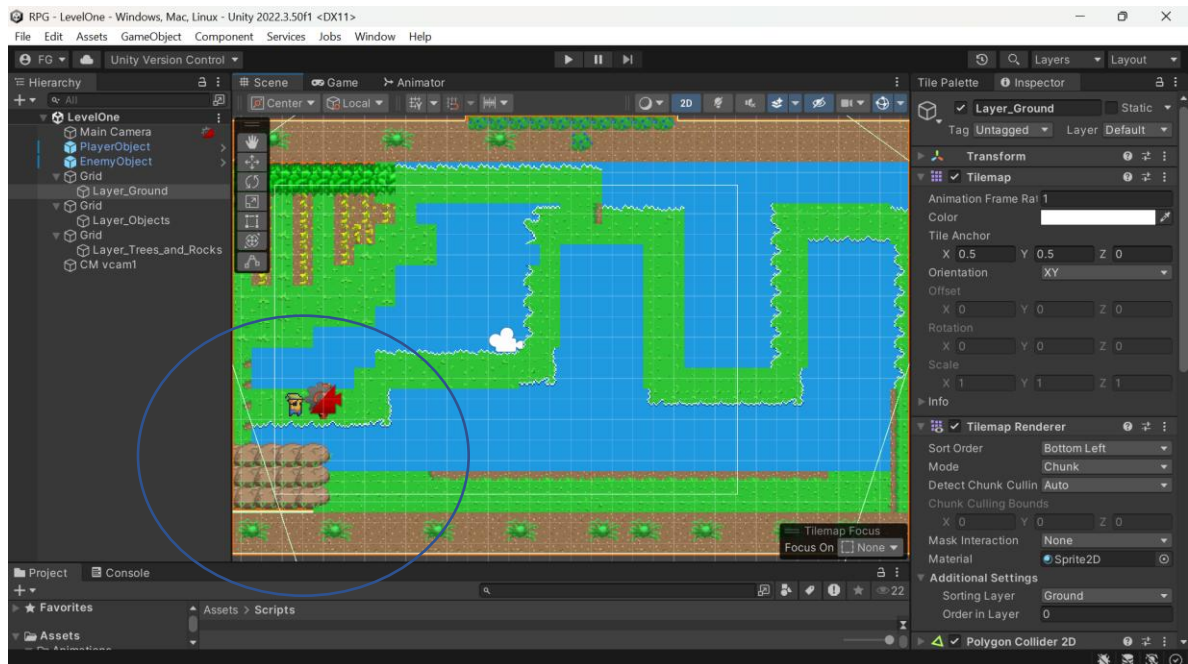 RPG - LevelOne - Windows, Mac, Linux - Unity 2022.3.50f1 <DX11>
File Edit Assets GameObject Component Services Jobs Window Help
FG Unity Version Control Layers Layout
Hierarchy
All
LevelOne
Main Camera
PlayerObject
EnemyObject
Grid
Layer_Ground
Grid
Layer_Objects
Grid
Layer_Trees_and_Rocks
CM vcam1
Scene Game Animator
Center Local 2D
Tilemap Focus
Focus On None
Tile Palette Inspector
Layer_Ground Static
Tag Untagged Layer Default
Transform
Tilemap
Animation Frame Rat 1
Color
Tile Anchor
X 0.5 Y 0.5 Z 0
Orientation XY
Offset
X 0 Y 0 Z 0
Rotation
X 0 Y 0 Z 0
Scale
X 1 Y 1 Z 1
Info
Tilemap Renderer
Sort Order Bottom Left
Mode Chunk
Detect Chunk Cullin Auto
Chunk Culling Bounds
X 0 Y 0 Z 0
Mask Interaction None
Material Sprite2D
Additional Settings
Sorting Layer Ground
Order in Layer 0
Polygon Collider 2D
Project Console
22
Favorites
Assets > Scripts
Assets